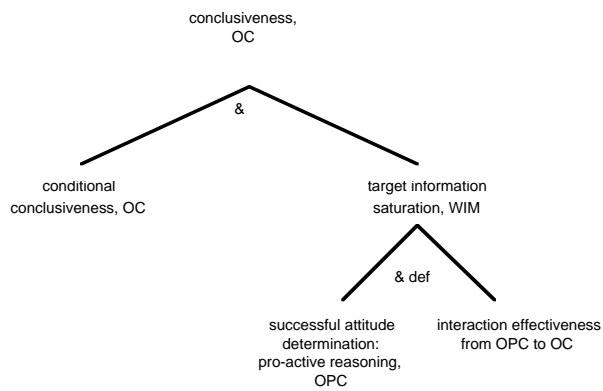 conclusiveness,
OC
&
conditional
conclusiveness, OC
target information
saturation, WIM
& def
successful attitude
determination:
pro-active reasoning,
OPC
interaction effectiveness
from OPC to OC